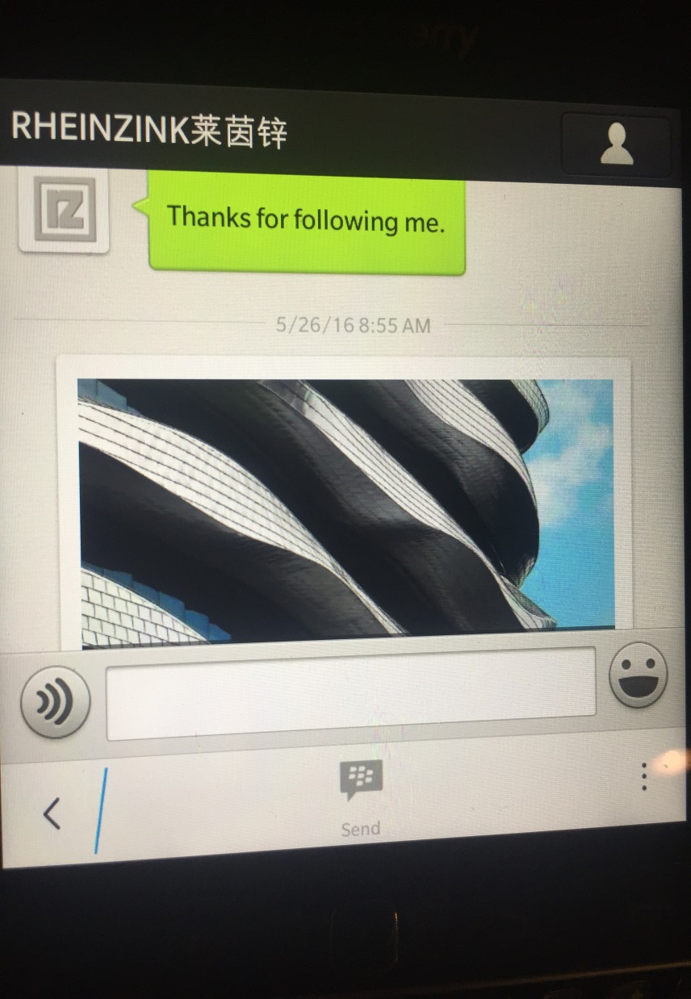 RHEINZINK莱茵锌
Thanks for following me.
5/26/16 8:55 AM
Send